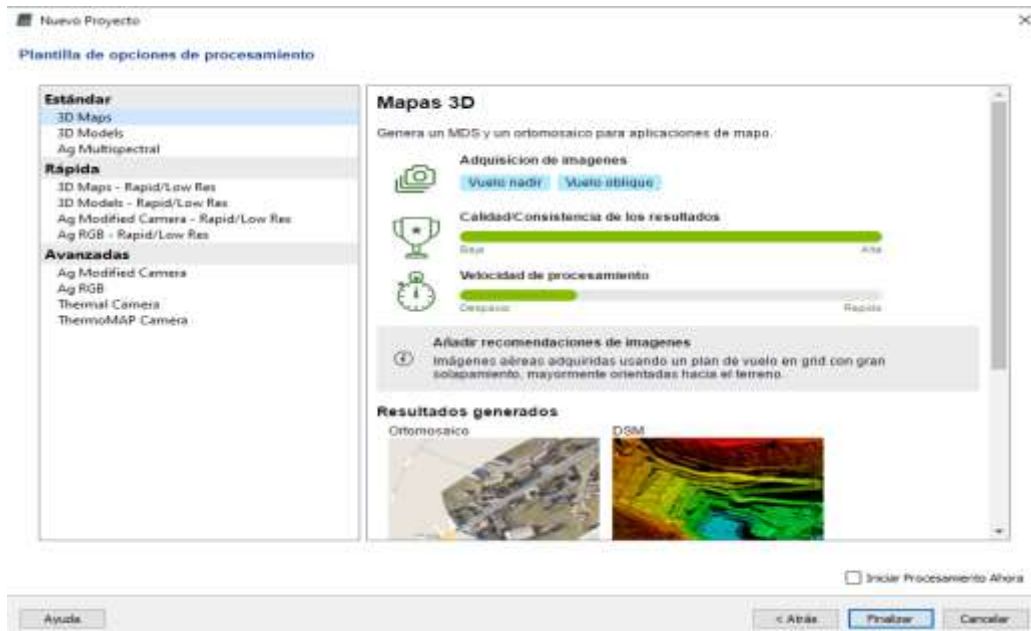 Nuevo Proyecto
Plantilla de opciones de procesamiento
Estándar
3D Maps
3D Models
Ag Multispectral
Rápida
3D Maps - Rapid/Low Res
3D Models - Rapid/Low Res
Ag Modified Camera - Rapid/Low Res
Ag RGB - Rapid/Low Res
Avanzadas
Ag Modified Camera
Ag RGB
Thermal Camera
ThermoMAP Camera
Mapas 3D
Genera un MDS y un ortomosaico para aplicaciones de mapo.
Adquisicion de imagenes
Vuelo nadir Vuelo oblique
Calidad/Consistencia de los resultados
Baja Alta
Velocidad de procesamiento
Despacio Rapida
Añadir recomendaciones de imagenes
Imágenes aéreas adquiridas usando un plan de vuelo en grid con gran
solapamiento, mayormente orientadas hacia el terreno.
Resultados generados
Ortomosaico DSM
Iniciar Procesamiento Ahora
Ayuda < Atrás Finalizar Cancelar